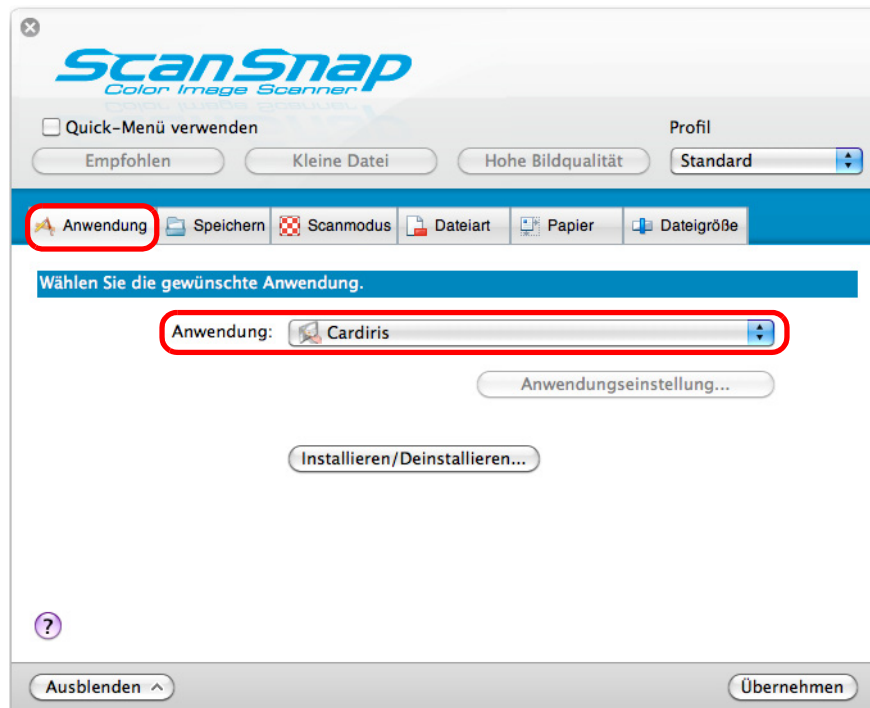 ScanSnap
Color Image Scanner
Quick-Menü verwenden
Profil
Empfohlen Kleine Datei Hohe Bildqualität Standard
Anwendung Speichern Scanmodus Dateiart Papier Dateigröße
Wählen Sie die gewünschte Anwendung.
Anwendung: Cardiris
Anwendungseinstellung...
Installieren/Deinstallieren...
?
Ausblenden Übernehmen